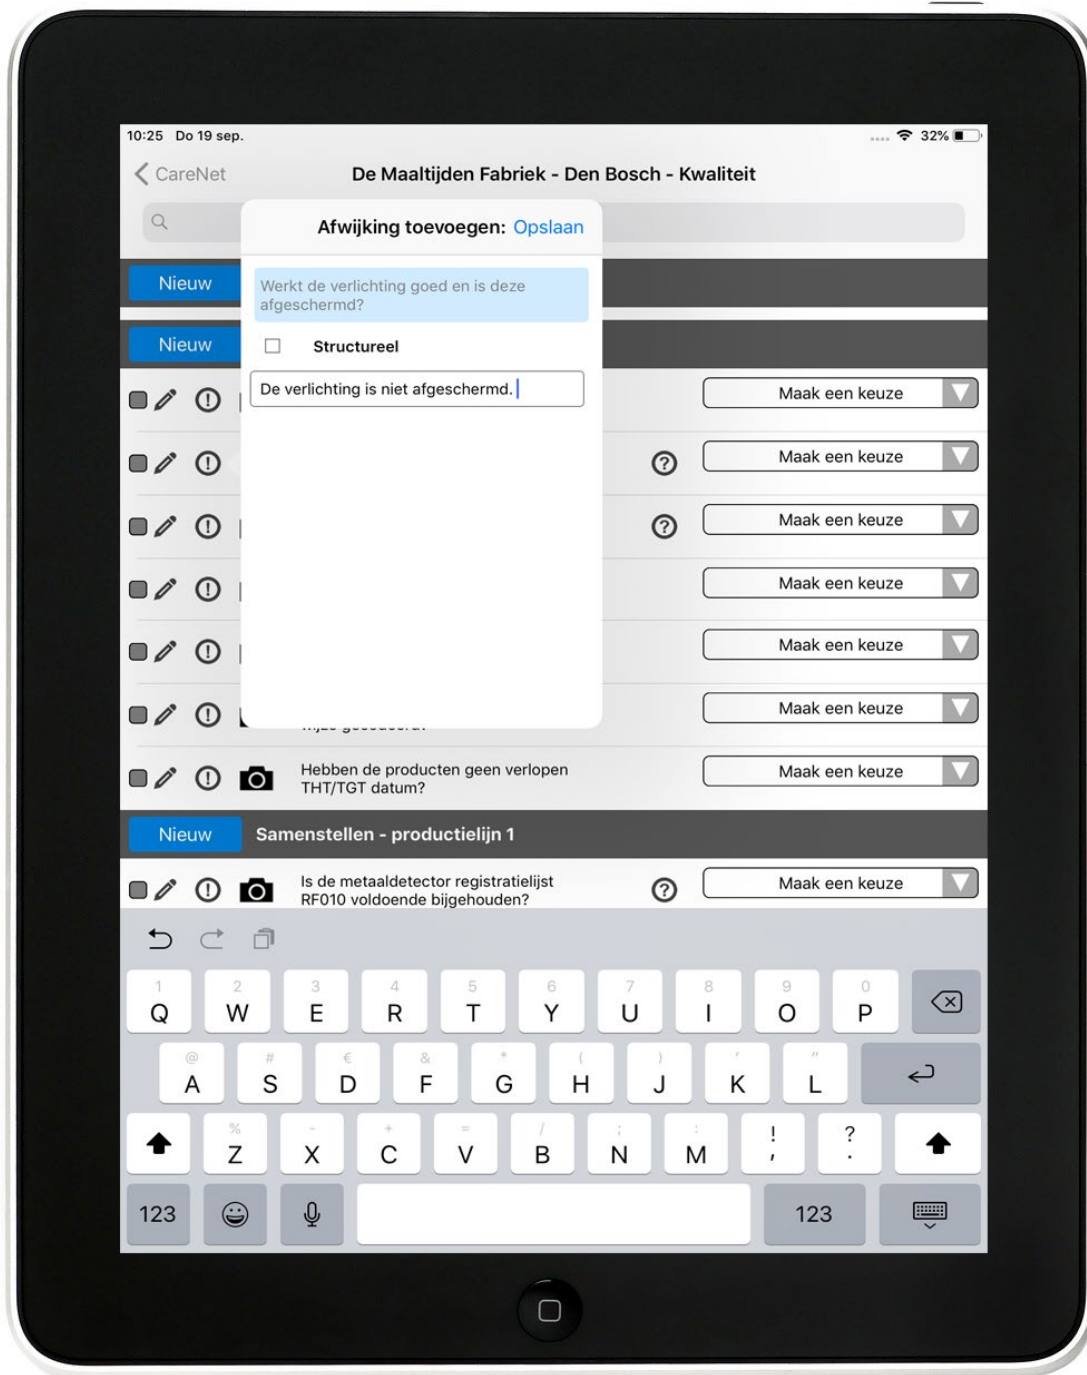 10:25 Do 19 sep.
32%
CareNet
De Maaltijden Fabriek - Den Bosch - Kwaliteit
Afwijking toevoegen: Opslaan
Nieuw
Werkt de verlichting goed en is deze
afgeschermd?
Nieuw
Structureel
De verlichting is niet afgeschermd.
Maak een keuze
Maak een keuze
Maak een keuze
Maak een keuze
Maak een keuze
Maak een keuze
Hebben de producten geen verlopen
THT/TGT datum?
Maak een keuze
Nieuw Samenstellen - productielijn 1
Is de metaaldetector registratielijst
RF010 voldoende bijgehouden?
Maak een keuze
1 2 3 4 5 6 7 8 9 0
Q W E R T Y U I O P
@ # € & * ( ) ' "
A S D F G H J K L
% - + = / ; : ! ?
Z X C V B N M , .
123 123